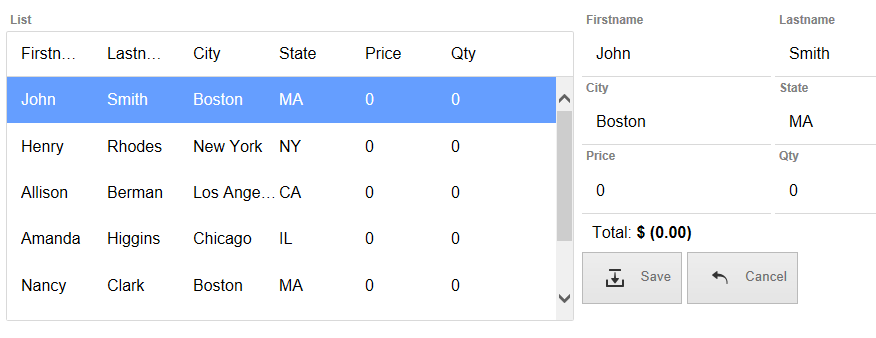 List
Firstn… Lastn… City State Price Qty
John Smith Boston MA 0 0
Henry Rhodes New York NY 0 0
Allison Berman Los Ange… CA 0 0
Amanda Higgins Chicago IL 0 0
Nancy Clark Boston MA 0 0
Firstname Lastname
John Smith
City State
Boston MA
Price Qty
0 0
Total: $ (0.00)
Save Cancel